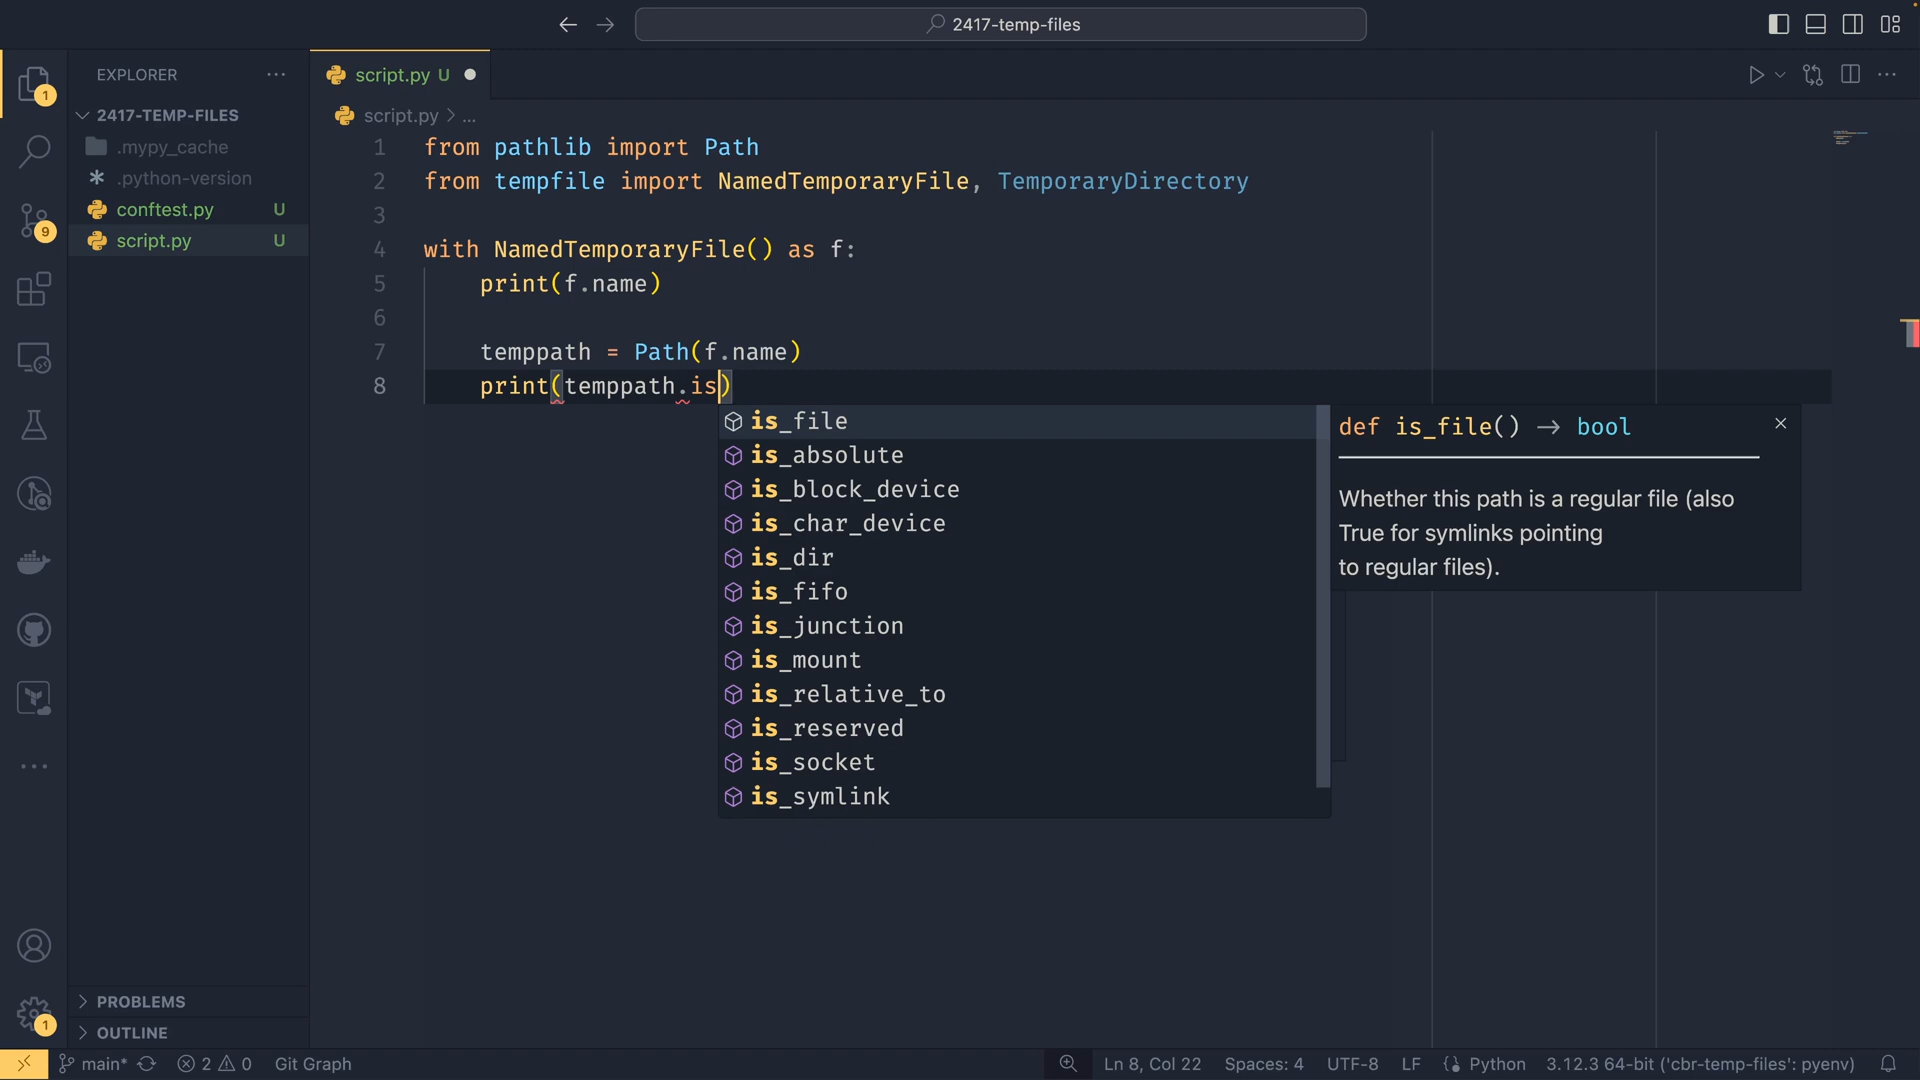 2417-temp-files
EXPLORER
2417-TEMP-FILES
.mypy_cache
.python-version
conftest.py U
script.py U
PROBLEMS
OUTLINE
1
9
1
script.py U
script.py > ...
1 from pathlib import Path
2 from tempfile import NamedTemporaryFile, TemporaryDirectory
3
4 with NamedTemporaryFile() as f:
5 print(f.name)
6
7 temppath = Path(f.name)
8 print(temppath.is)
is_file
is_absolute
is_block_device
is_char_device
is_dir
is_fifo
is_junction
is_mount
is_relative_to
is_reserved
is_socket
is_symlink
def is_file() → bool
Whether this path is a regular file (also
True for symlinks pointing
to regular files).
main* 2 0 Git Graph Ln 8, Col 22 Spaces: 4 UTF-8 LF Python 3.12.3 64-bit ('cbr-temp-files': pyenv)